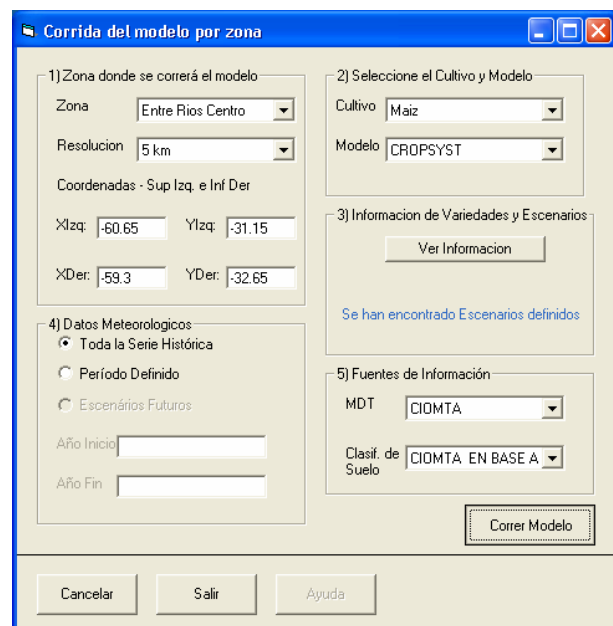 Corrida del modelo por zona
1) Zona donde se correrá el modelo
Zona Entre Rios Centro
Resolucion 5 km
Coordenadas - Sup Izq. e Inf Der
XIzq: -60.65 YIzq: -31.15
XDer: -59.3 YDer: -32.65
2) Seleccione el Cultivo y Modelo
Cultivo Maiz
Modelo CROPSYST
3) Informacion de Variedades y Escenarios
Ver Informacion
Se han encontrado Escenarios definidos
4) Datos Meteorologicos
Toda la Serie Histórica
Período Definido
Escenários Futuros
Año Inicio
Año Fin
5) Fuentes de Información
MDT CIOMTA
Clasif. de CIOMTA EN BASE A
Suelo
Correr Modelo
Cancelar Salir Ayuda